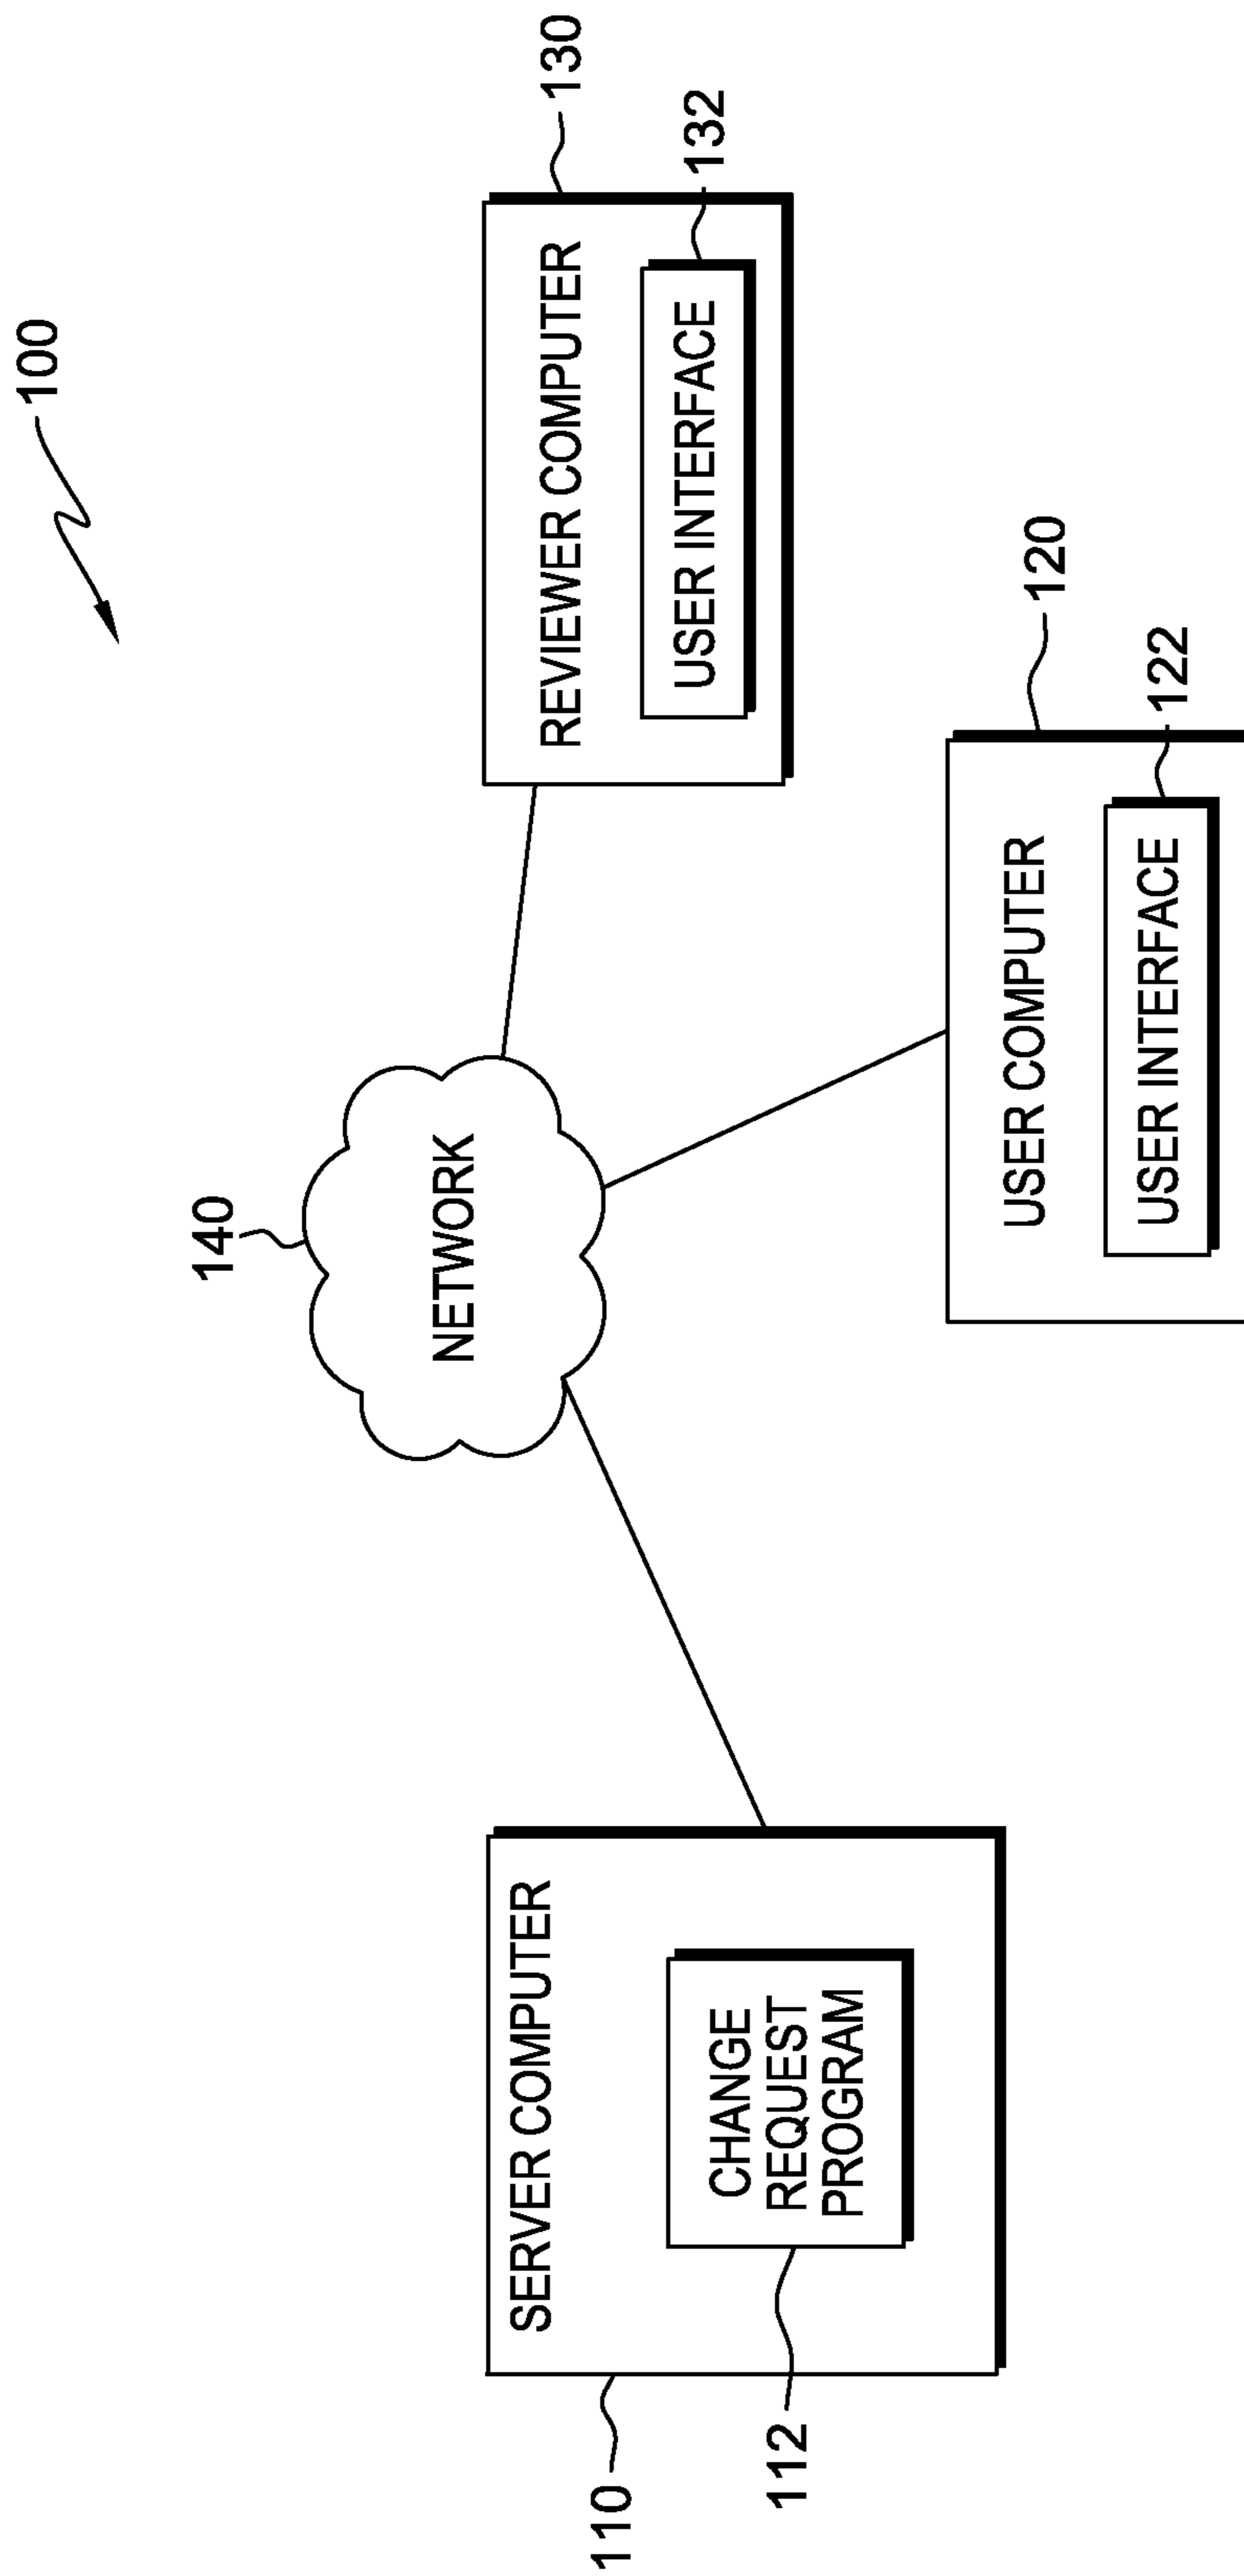 100
140
NETWORK
SERVER COMPUTER
110
CHANGE
REQUEST
PROGRAM
112
REVIEWER COMPUTER
130
USER INTERFACE
132
USER COMPUTER
120
USER INTERFACE
122